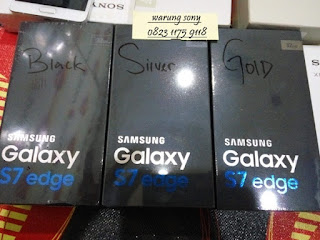 warung sony
0823 1175 9118
SONY
Black
Silver
GOLD
SAMSUNG
Galaxy
S7 edge
SAMSUNG
Galaxy
S7 edge
SAMSUNG
Galaxy
S7 edge